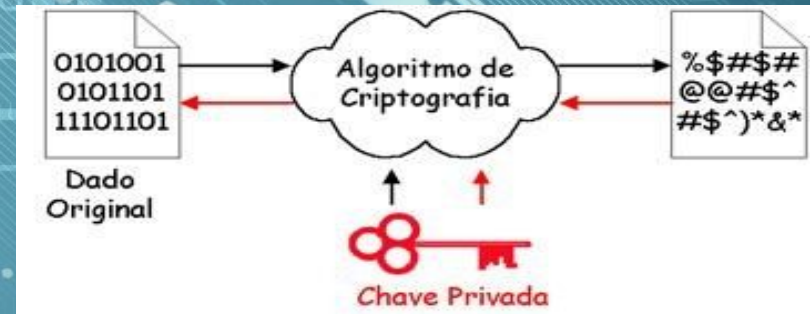 0101001
0101101
11101101
Dado
Original
Algoritmo de
Criptografia
%$#$#
@@#$^
#$^)*&*
Chave Privada